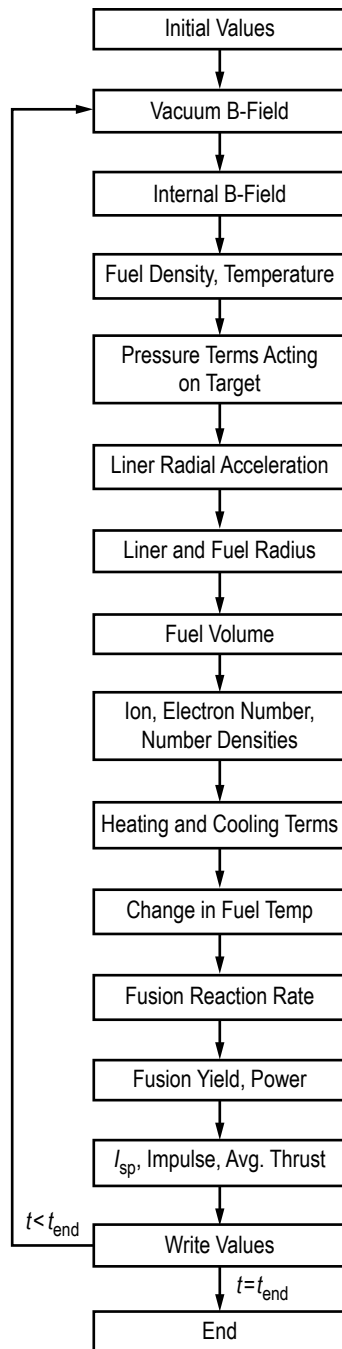 Initial Values
Vacuum B-Field
Internal B-Field
Fuel Density, Temperature
Pressure Terms Acting
on Target
Liner Radial Acceleration
Liner and Fuel Radius
Fuel Volume
Ion, Electron Number,
Number Densities
Heating and Cooling Terms
Change in Fuel Temp
Fusion Reaction Rate
Fusion Yield, Power
Isp, Impulse, Avg. Thrust
t<tend
Write Values
t=tend
End